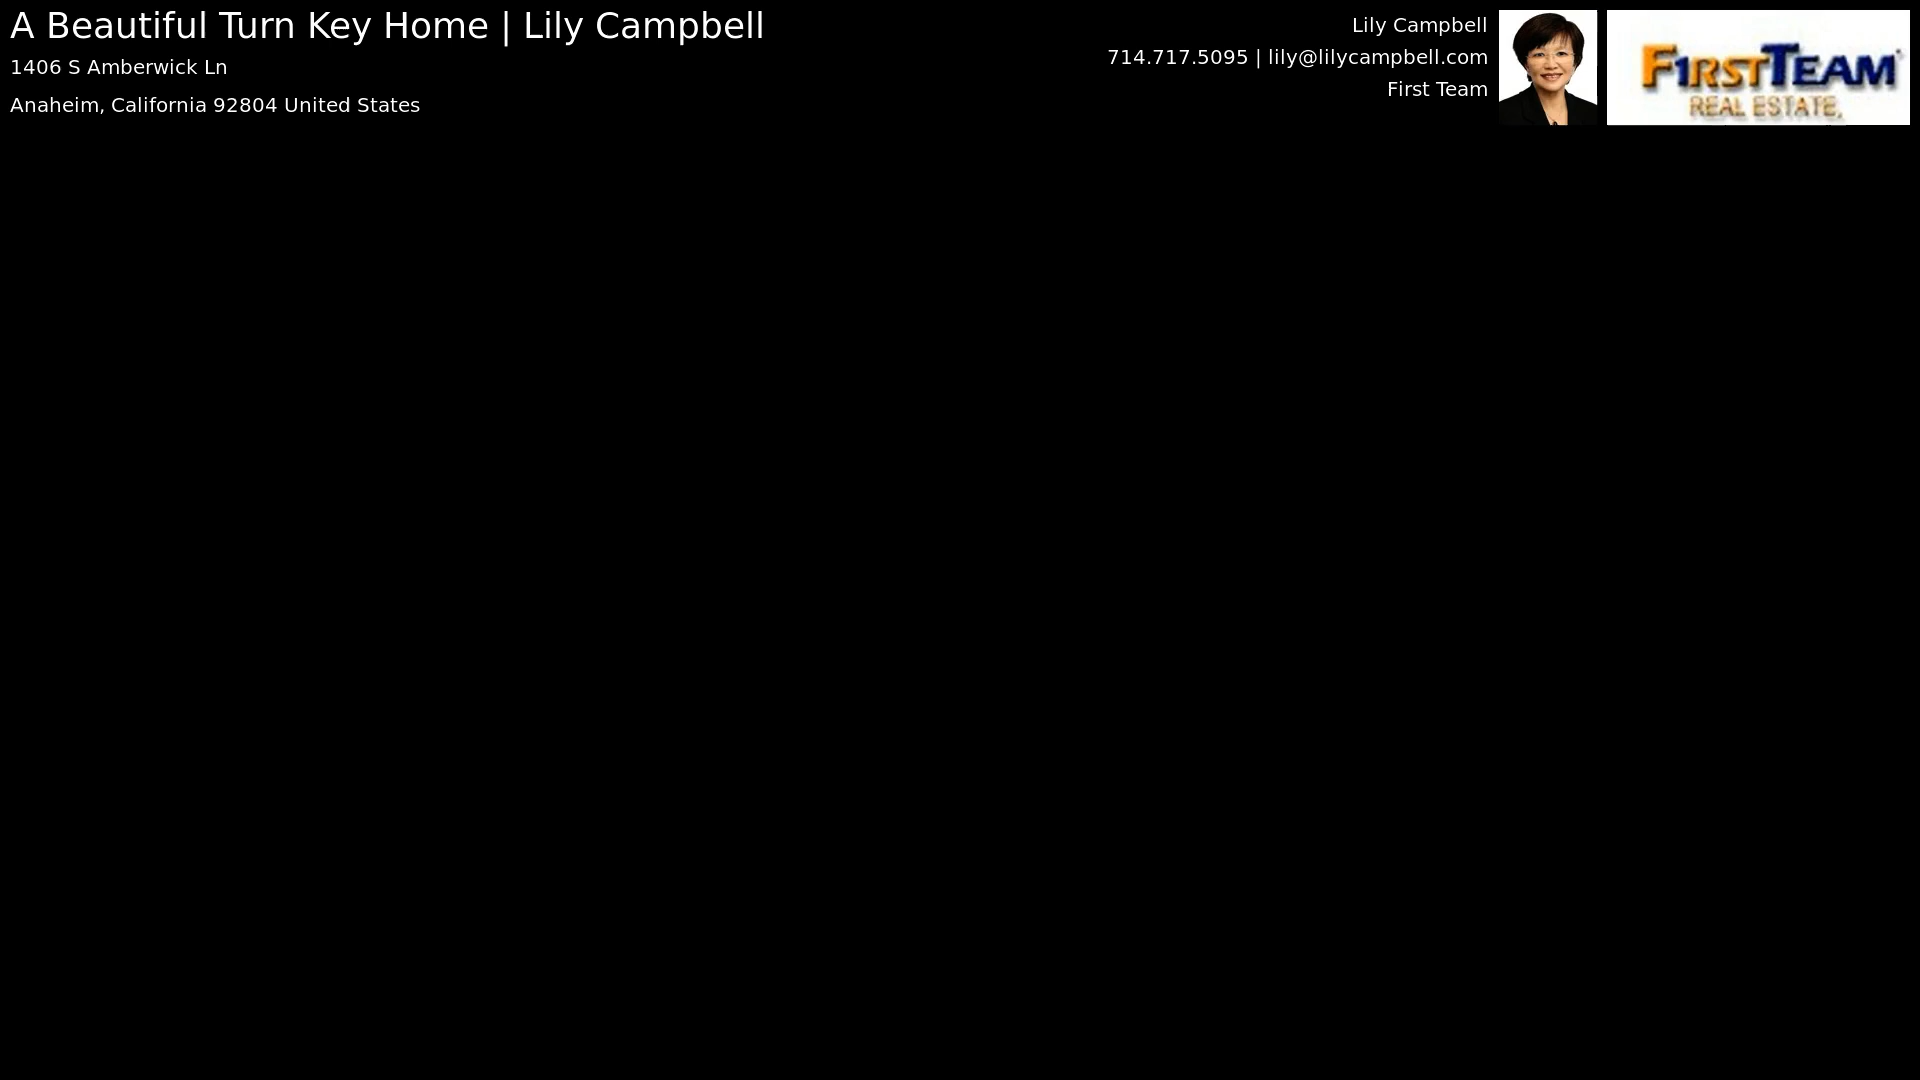 A Beautiful Turn Key Home | Lily Campbell
1406 S Amberwick Ln
Anaheim, California 92804 United States
Lily Campbell
714.717.5095 | lily@lilycampbell.com
First Team
FIRSTTEAM
REAL ESTATE.